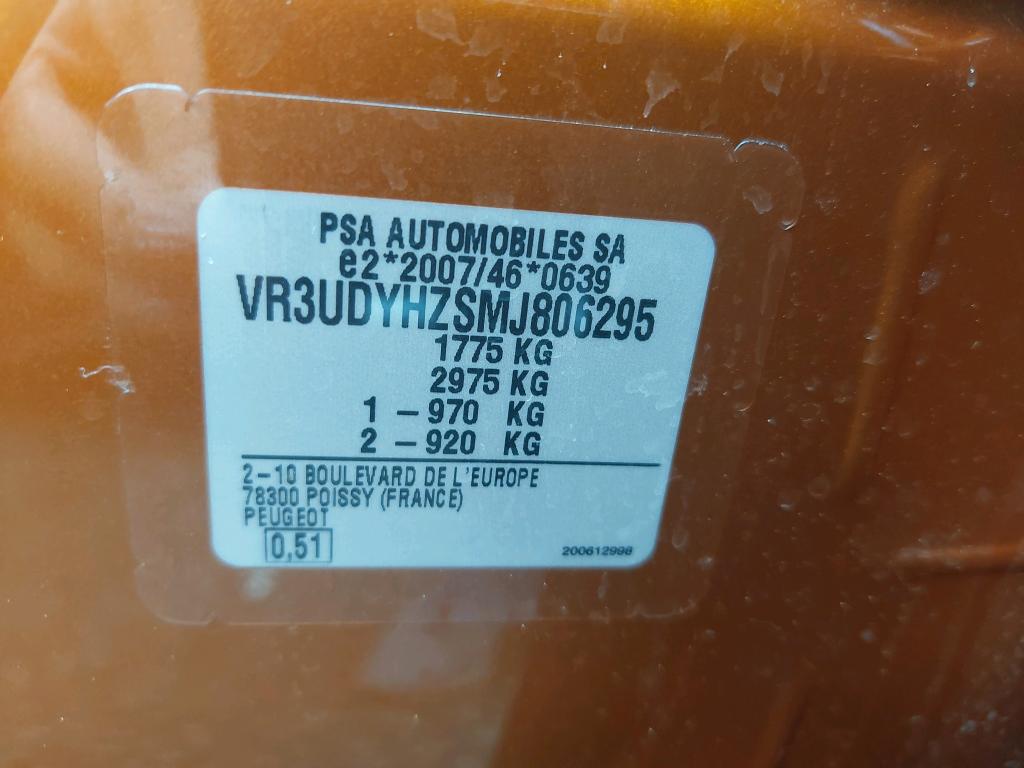 PSA AUTOMOBILES SA
e2*2007/46*0639
VR3UDYHZSMJ806295
1775 KG
2975 KG
1 - 970 KG
2 - 920 KG
2-10 BOULEVARD DE L'EUROPE
78300 POISSY (FRANCE)
PEUGEOT
0,51
200612998